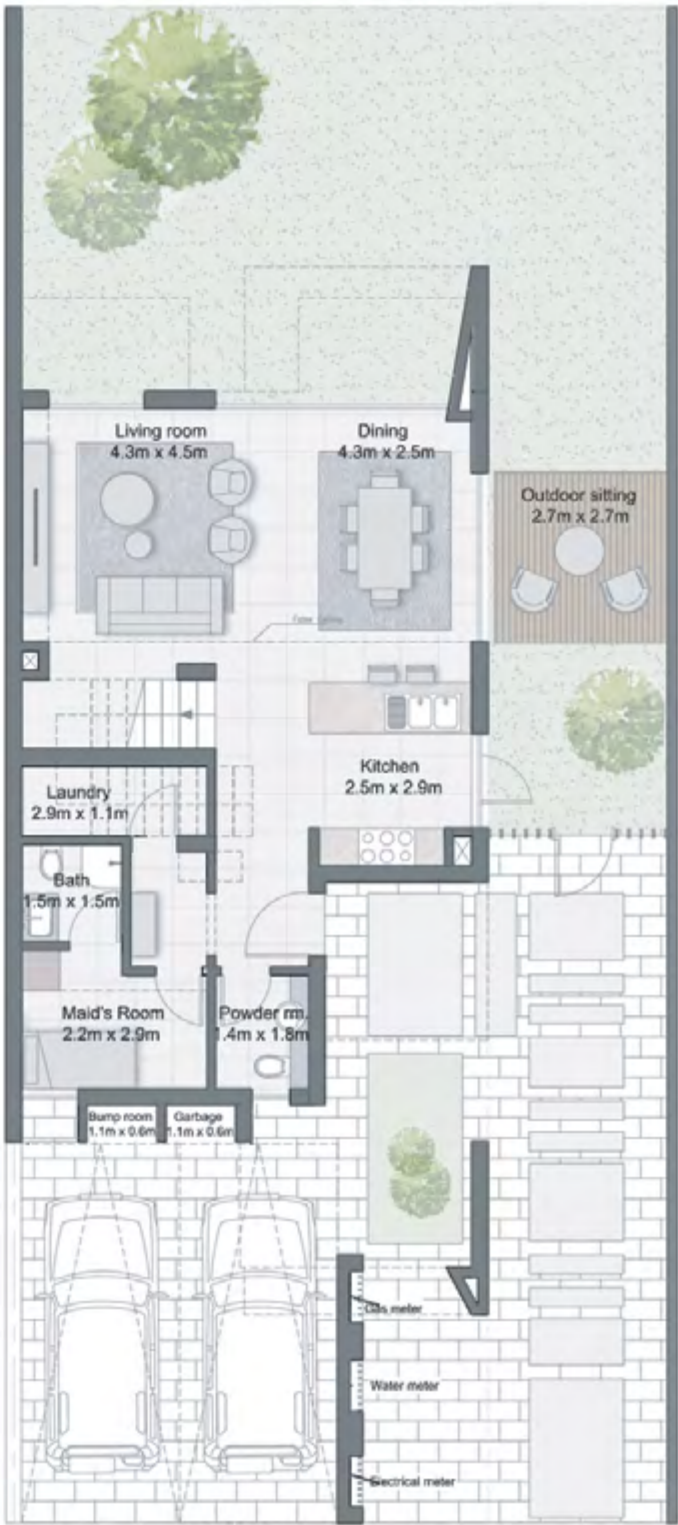 Living room
4.3m x 4.5m
Dining
4.3m x 2.5m
Outdoor sitting
2.7m x 2.7m
Kitchen
2.5m x 2.9m
Laundry
2.9m x 1.1m
Bath
1.5m x 1.5m
Maid's Room
2.2m x 2.9m
Powder rm.
1.4m x 1.8m
Bump room
1.1m x 0.6m
Garbage
1.1m x 0.6m
Gas meter
Water meter
Electrical meter